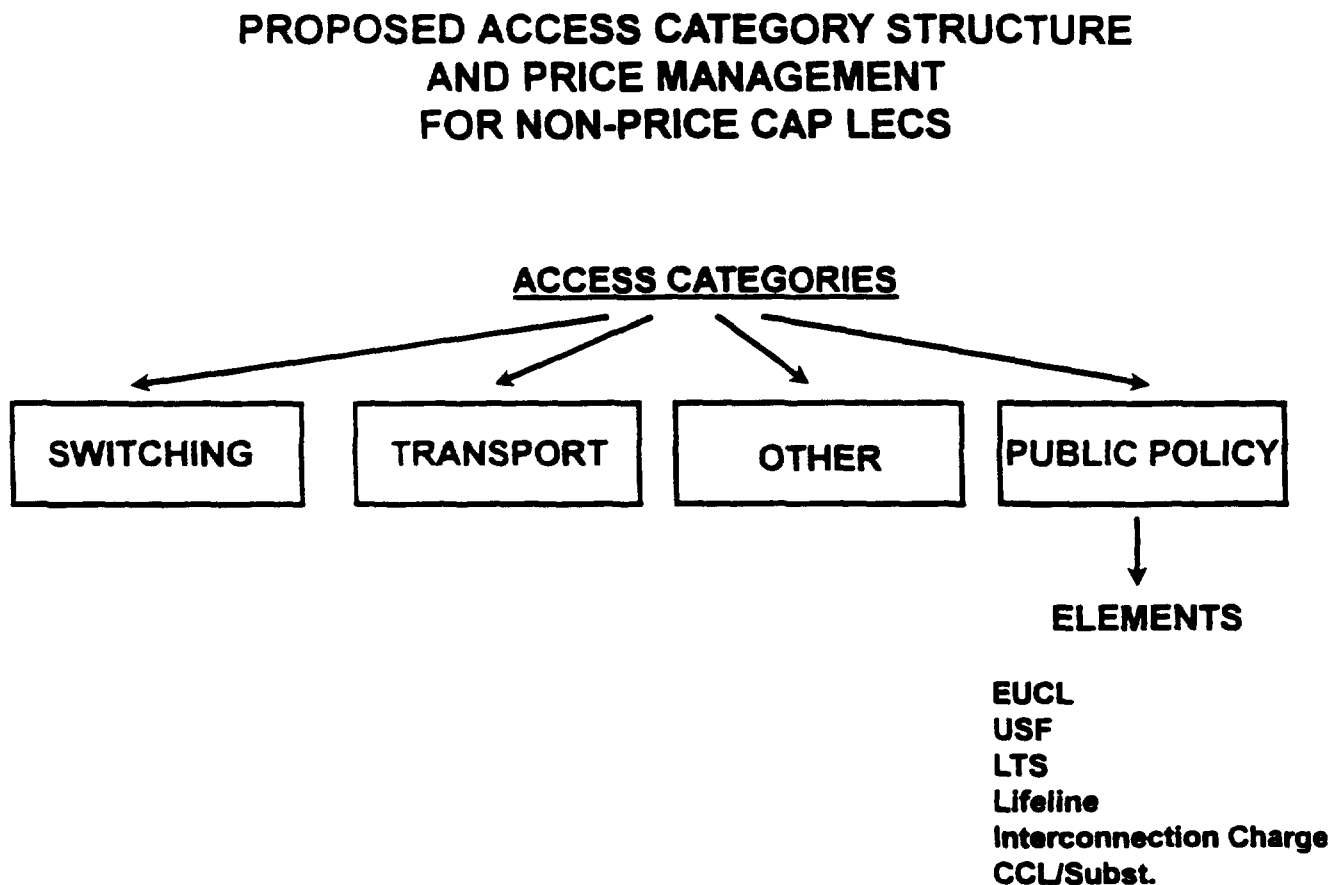 PROPOSED ACCESS CATEGORY STRUCTURE
AND PRICE MANAGEMENT
FOR NON-PRICE CAP LECS
ACCESS CATEGORIES
SWITCHING
TRANSPORT
OTHER
PUBLIC POLICY
ELEMENTS
EUCL
USF
LTS
Lifeline
Interconnection Charge
CCL/Subst.